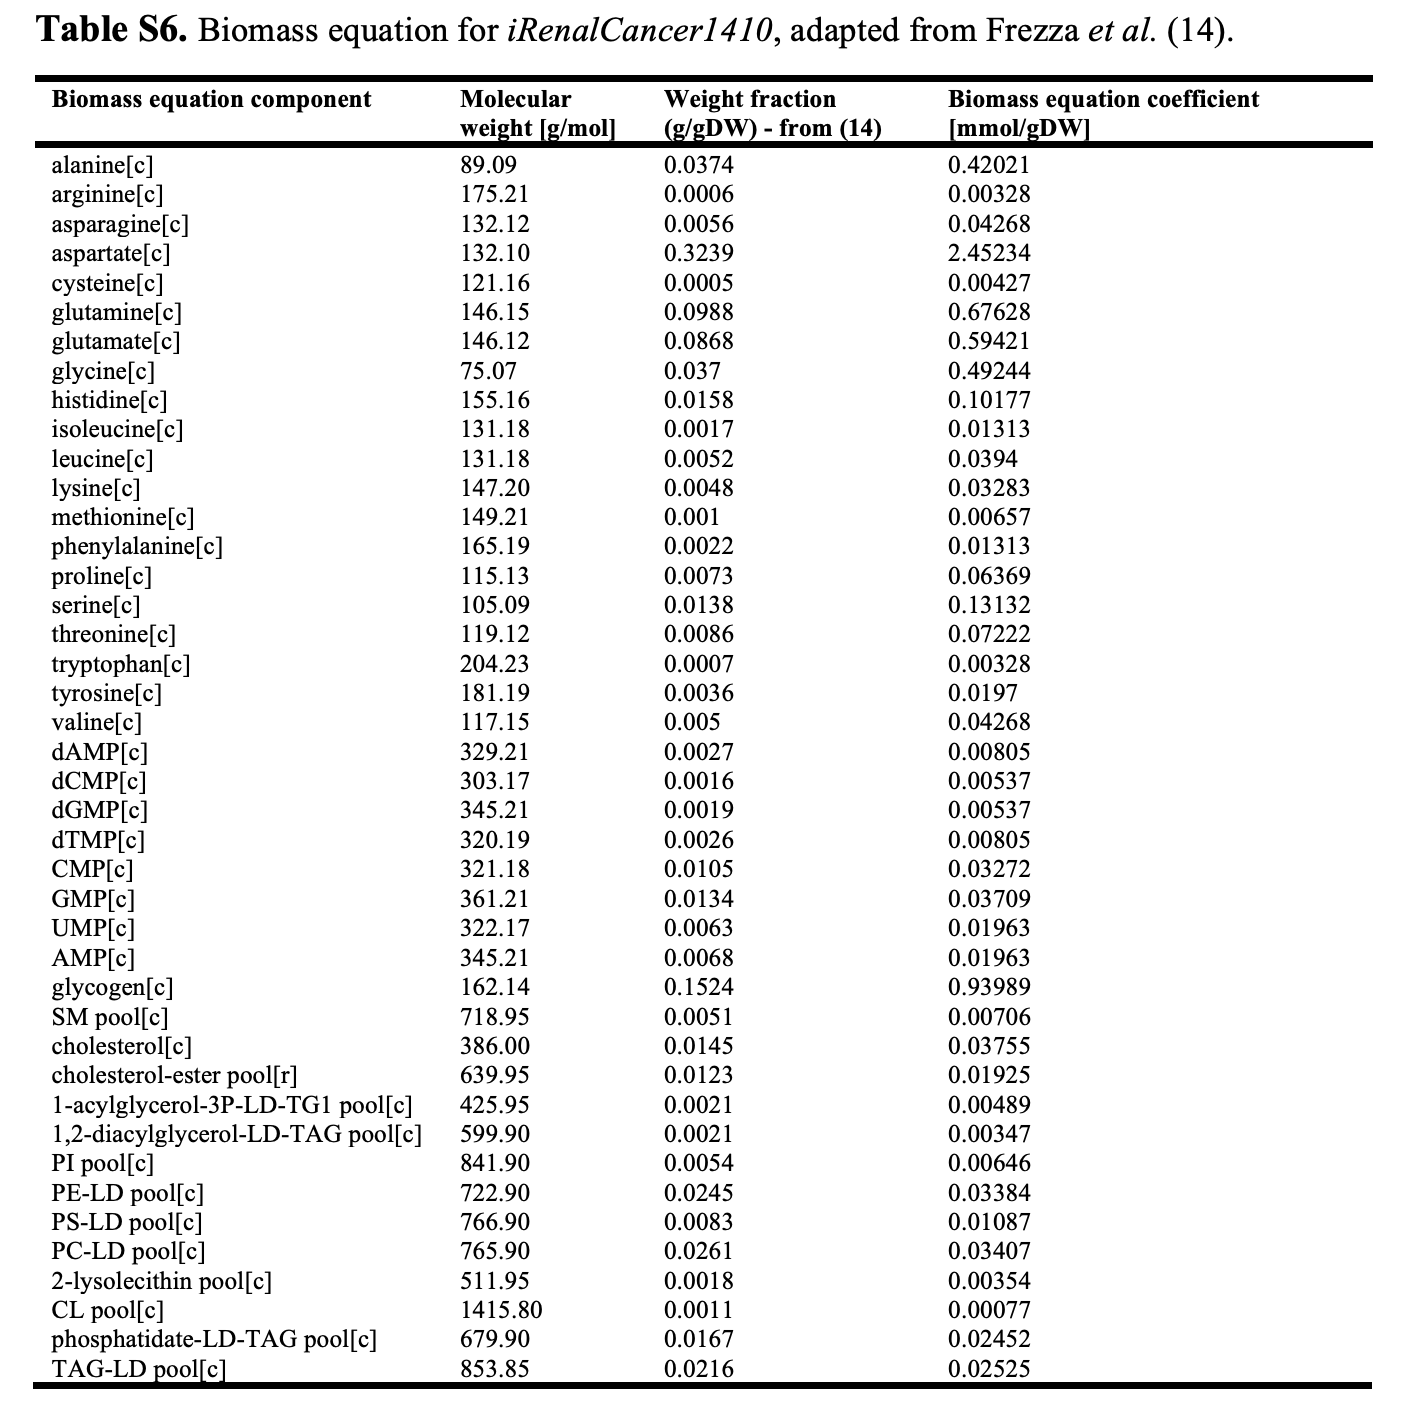 Table S6. Biomass equation for iRenalCancer1410, adapted from Frezza et al. (14).
Biomass equation component Molecular weight [g/mol] Weight fraction (g/gDW) - from (14) Biomass equation coefficient [mmol/gDW]
alanine[c] 89.09 0.0374 0.42021
arginine[c] 175.21 0.0006 0.00328
asparagine[c] 132.12 0.0056 0.04268
aspartate[c] 132.10 0.3239 2.45234
cysteine[c] 121.16 0.0005 0.00427
glutamine[c] 146.15 0.0988 0.67628
glutamate[c] 146.12 0.0868 0.59421
glycine[c] 75.07 0.037 0.49244
histidine[c] 155.16 0.0158 0.10177
isoleucine[c] 131.18 0.0017 0.01313
leucine[c] 131.18 0.0052 0.0394
lysine[c] 147.20 0.0048 0.03283
methionine[c] 149.21 0.001 0.00657
phenylalanine[c] 165.19 0.0022 0.01313
proline[c] 115.13 0.0073 0.06369
serine[c] 105.09 0.0138 0.13132
threonine[c] 119.12 0.0086 0.07222
tryptophan[c] 204.23 0.0007 0.00328
tyrosine[c] 181.19 0.0036 0.0197
valine[c] 117.15 0.005 0.04268
dAMP[c] 329.21 0.0027 0.00805
dCMP[c] 303.17 0.0016 0.00537
dGMP[c] 345.21 0.0019 0.00537
dTMP[c] 320.19 0.0026 0.00805
CMP[c] 321.18 0.0105 0.03272
GMP[c] 361.21 0.0134 0.03709
UMP[c] 322.17 0.0063 0.01963
AMP[c] 345.21 0.0068 0.01963
glycogen[c] 162.14 0.1524 0.93989
SM pool[c] 718.95 0.0051 0.00706
cholesterol[c] 386.00 0.0145 0.03755
cholesterol-ester pool[r] 639.95 0.0123 0.01925
1-acylglycerol-3P-LD-TG1 pool[c] 425.95 0.0021 0.00489
1,2-diacylglycerol-LD-TAG pool[c] 599.90 0.0021 0.00347
PI pool[c] 841.90 0.0054 0.00646
PE-LD pool[c] 722.90 0.0245 0.03384
PS-LD pool[c] 766.90 0.0083 0.01087
PC-LD pool[c] 765.90 0.0261 0.03407
2-lysolecithin pool[c] 511.95 0.0018 0.00354
CL pool[c] 1415.80 0.0011 0.00077
phosphatidate-LD-TAG pool[c] 679.90 0.0167 0.02452
TAG-LD pool[c] 853.85 0.0216 0.02525